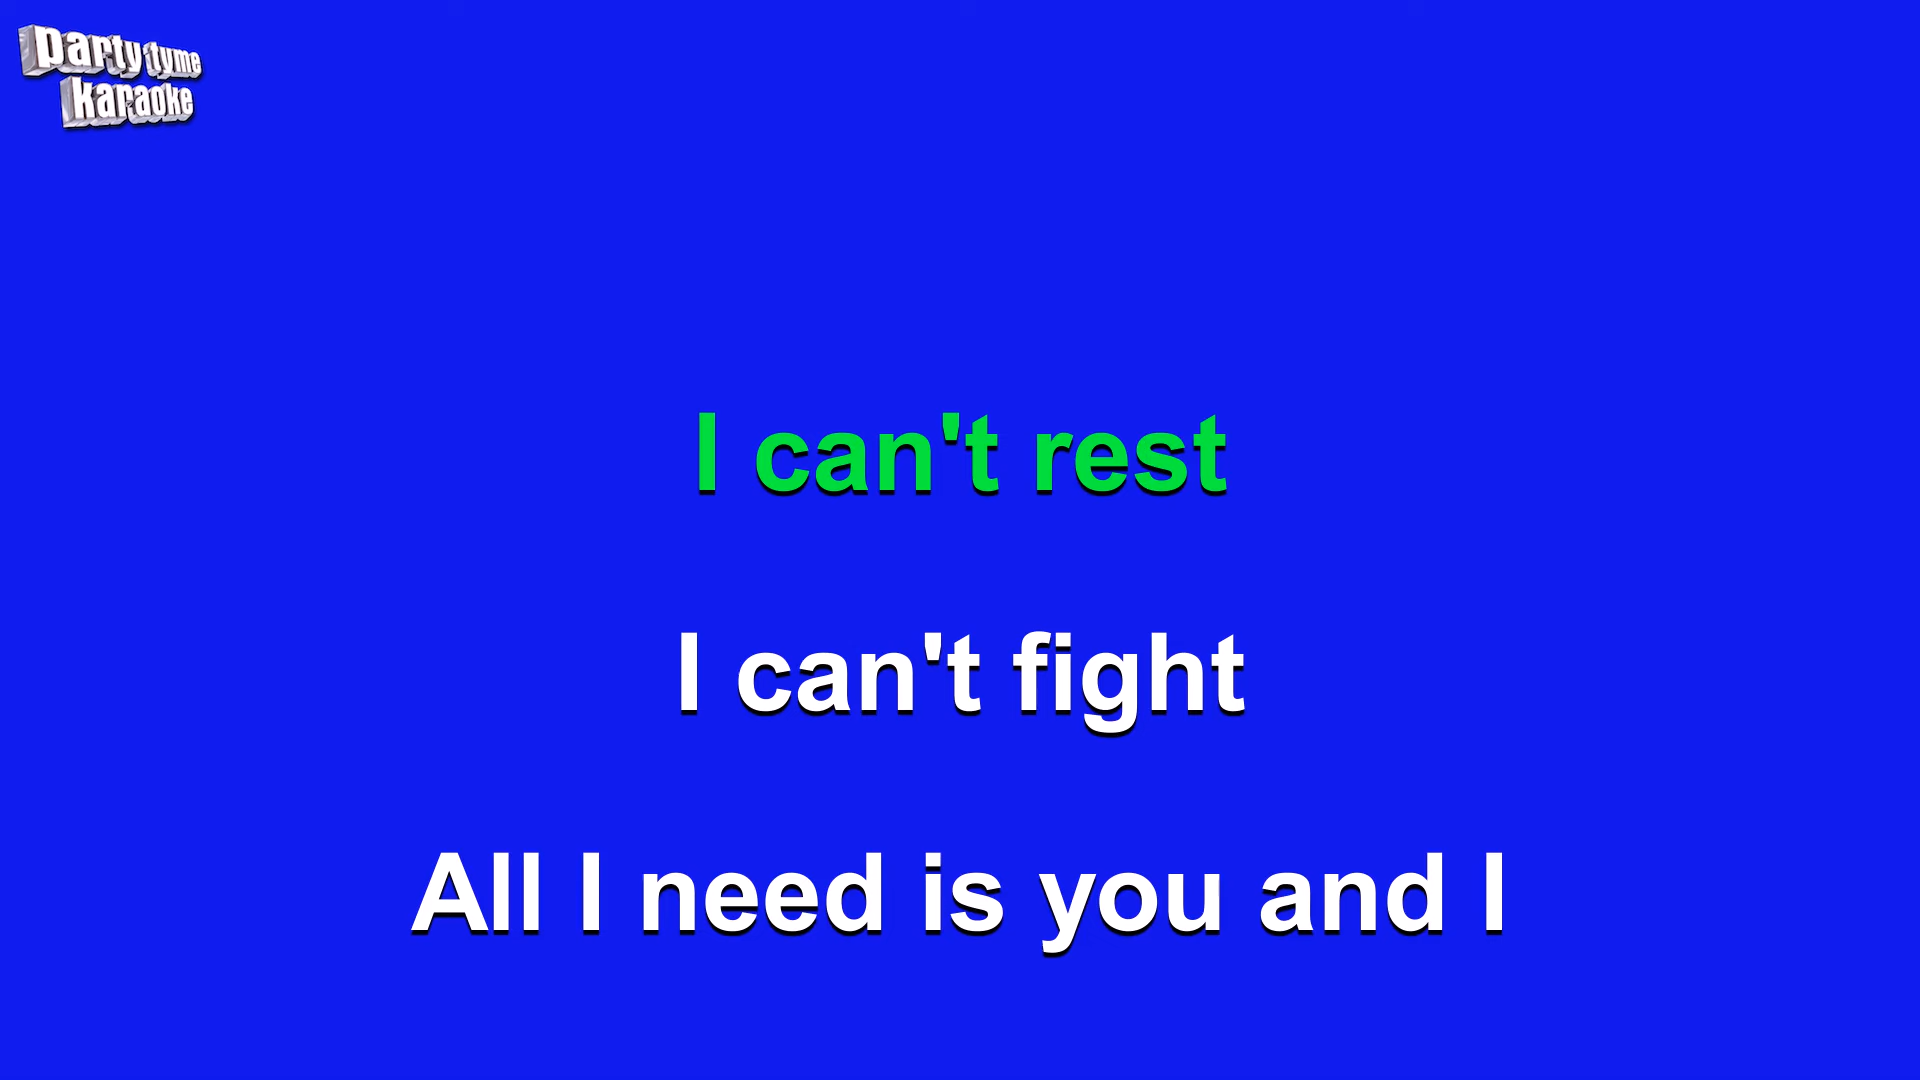 party tyme
karaoke
I can't rest
I can't fight
All I need is you and I